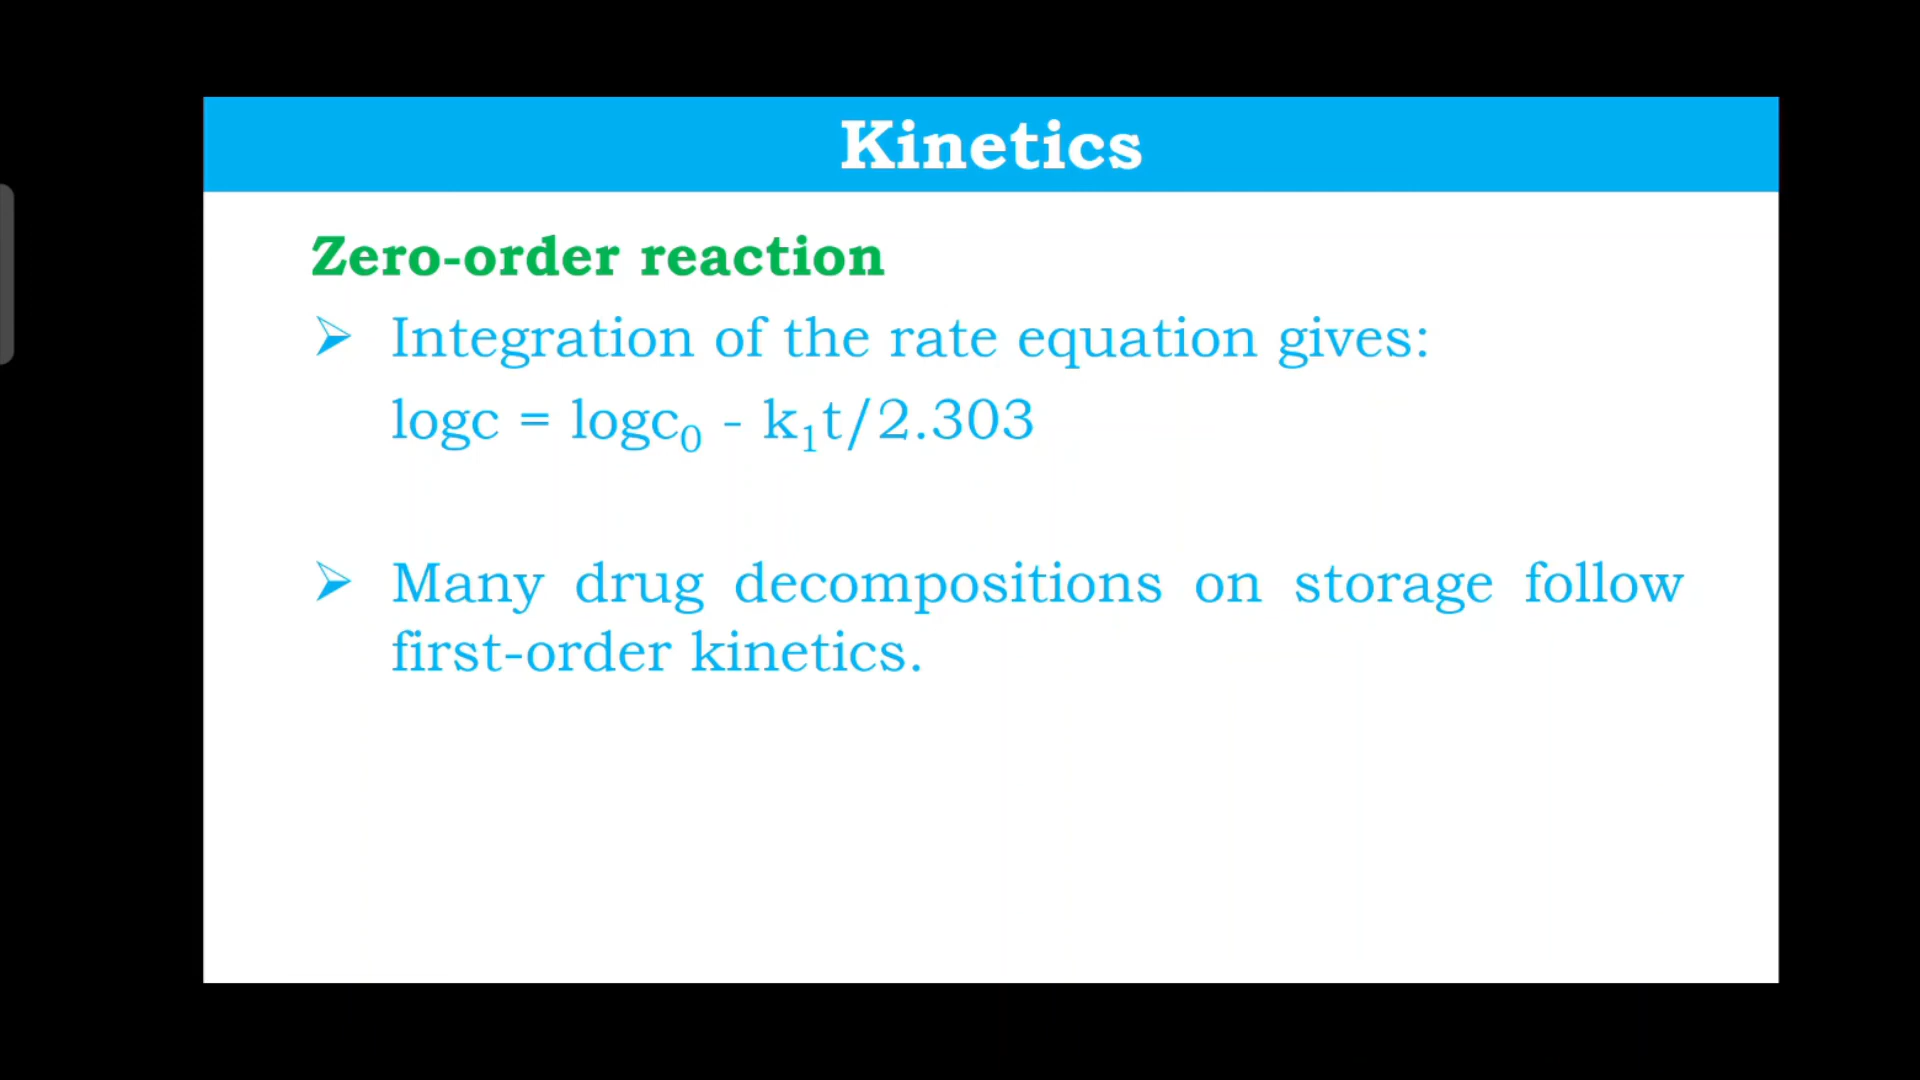 Kinetics
Zero-order reaction
➢ Integration of the rate equation gives:
logc = logc₀ - k₁t/2.303
➢ Many drug decompositions on storage follow
first-order kinetics.